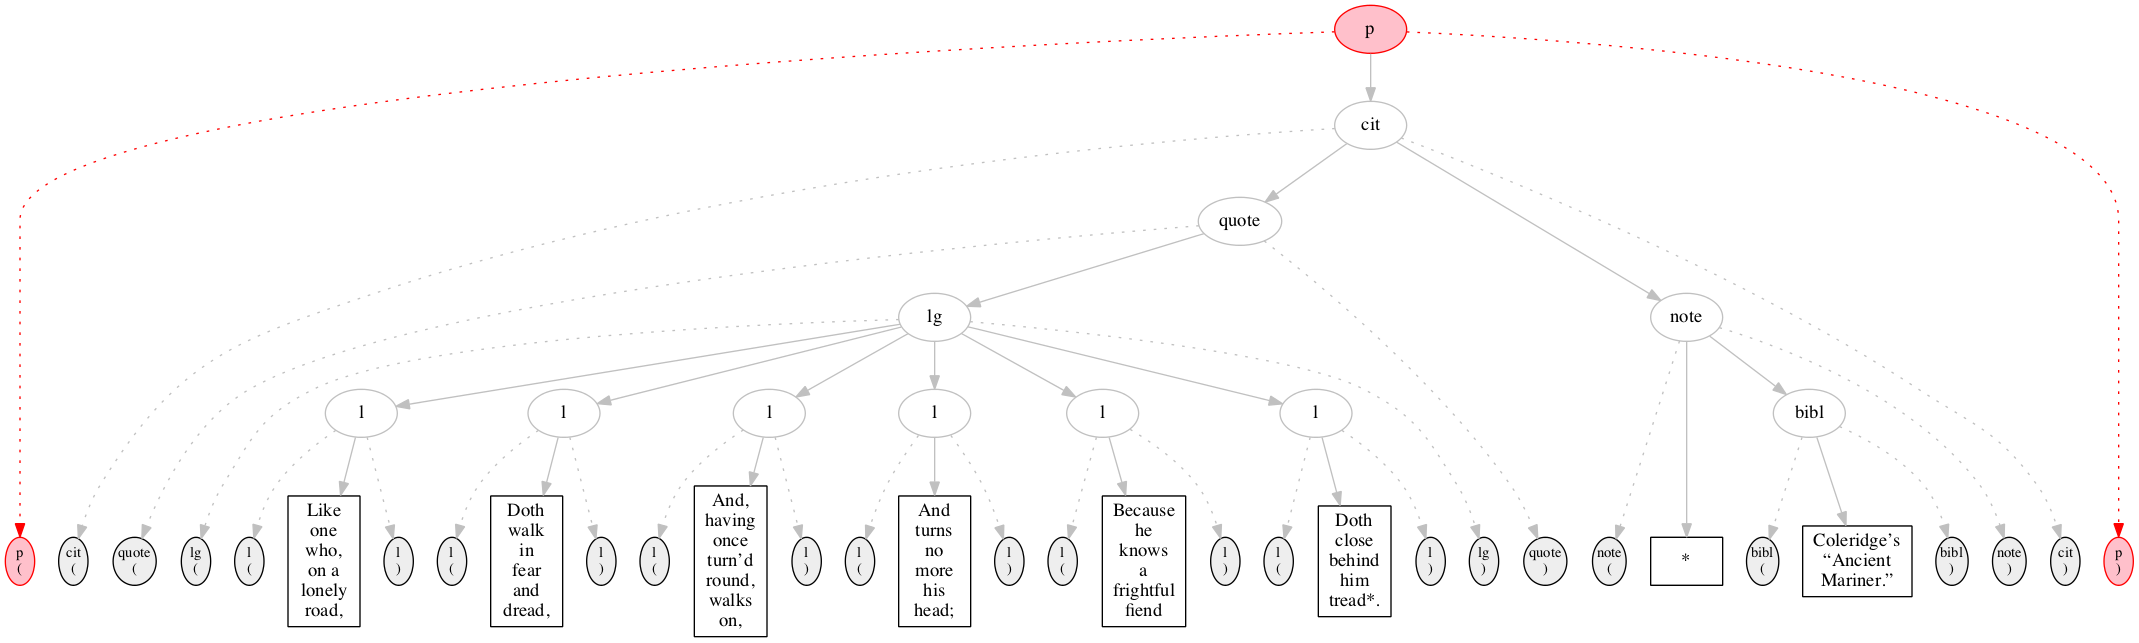 p
cit
quote
lg
note
l
l
l
l
l
l
bibl
p
(
cit
(
quote
(
lg
(
l
(
Like
one
who,
on a
lonely
road,
l
)
l
(
Doth
walk
in
fear
and
dread,
l
)
l
(
And,
having
once
turn’d
round,
walks
on,
l
)
l
(
And
turns
no
more
his
head;
l
)
l
(
Because
he
knows
a
frightful
fiend
l
)
l
(
Doth
close
behind
him
tread*.
l
)
lg
)
quote
)
note
(
*
bibl
(
Coleridge’s
“Ancient
Mariner.”
bibl
)
note
)
cit
)
p
)